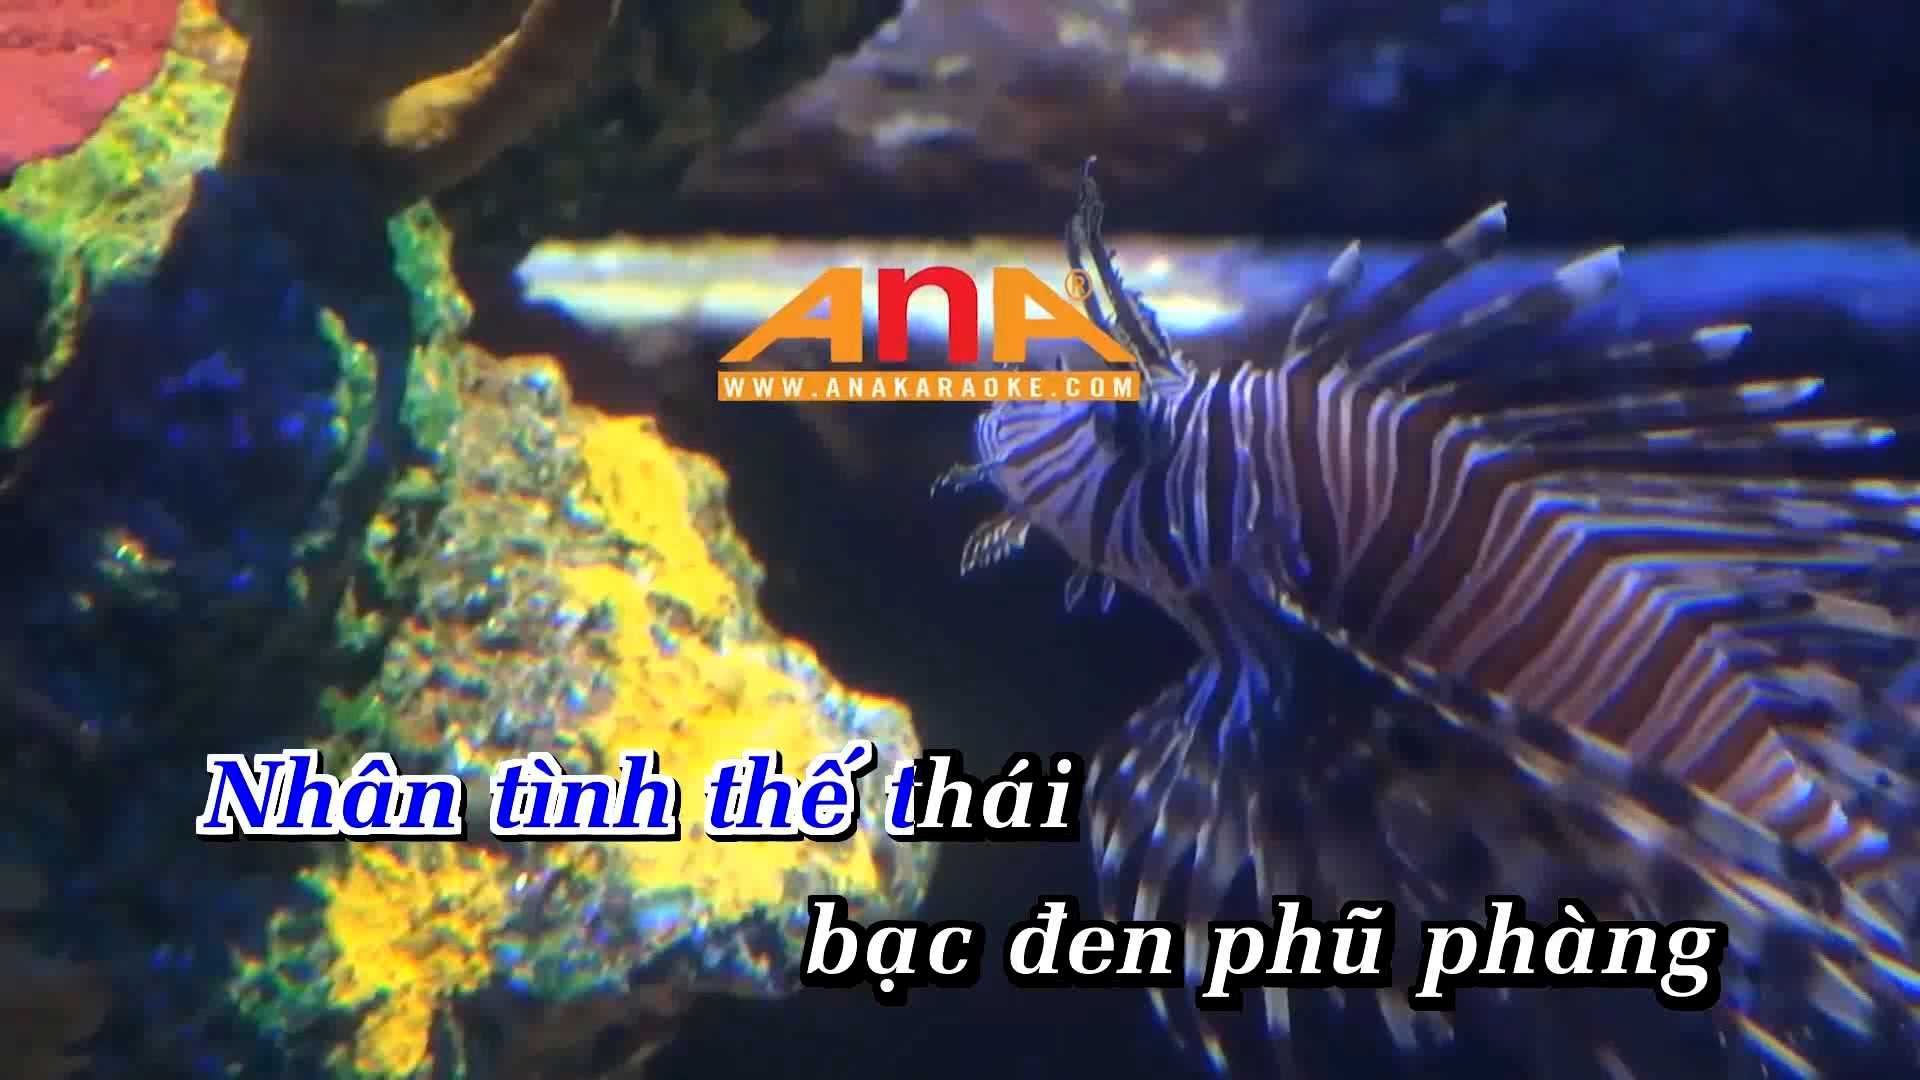 ANA®
WWW.ANAKARAOKE.COM
Nhân tình thế thái
bạc đen phũ phàng